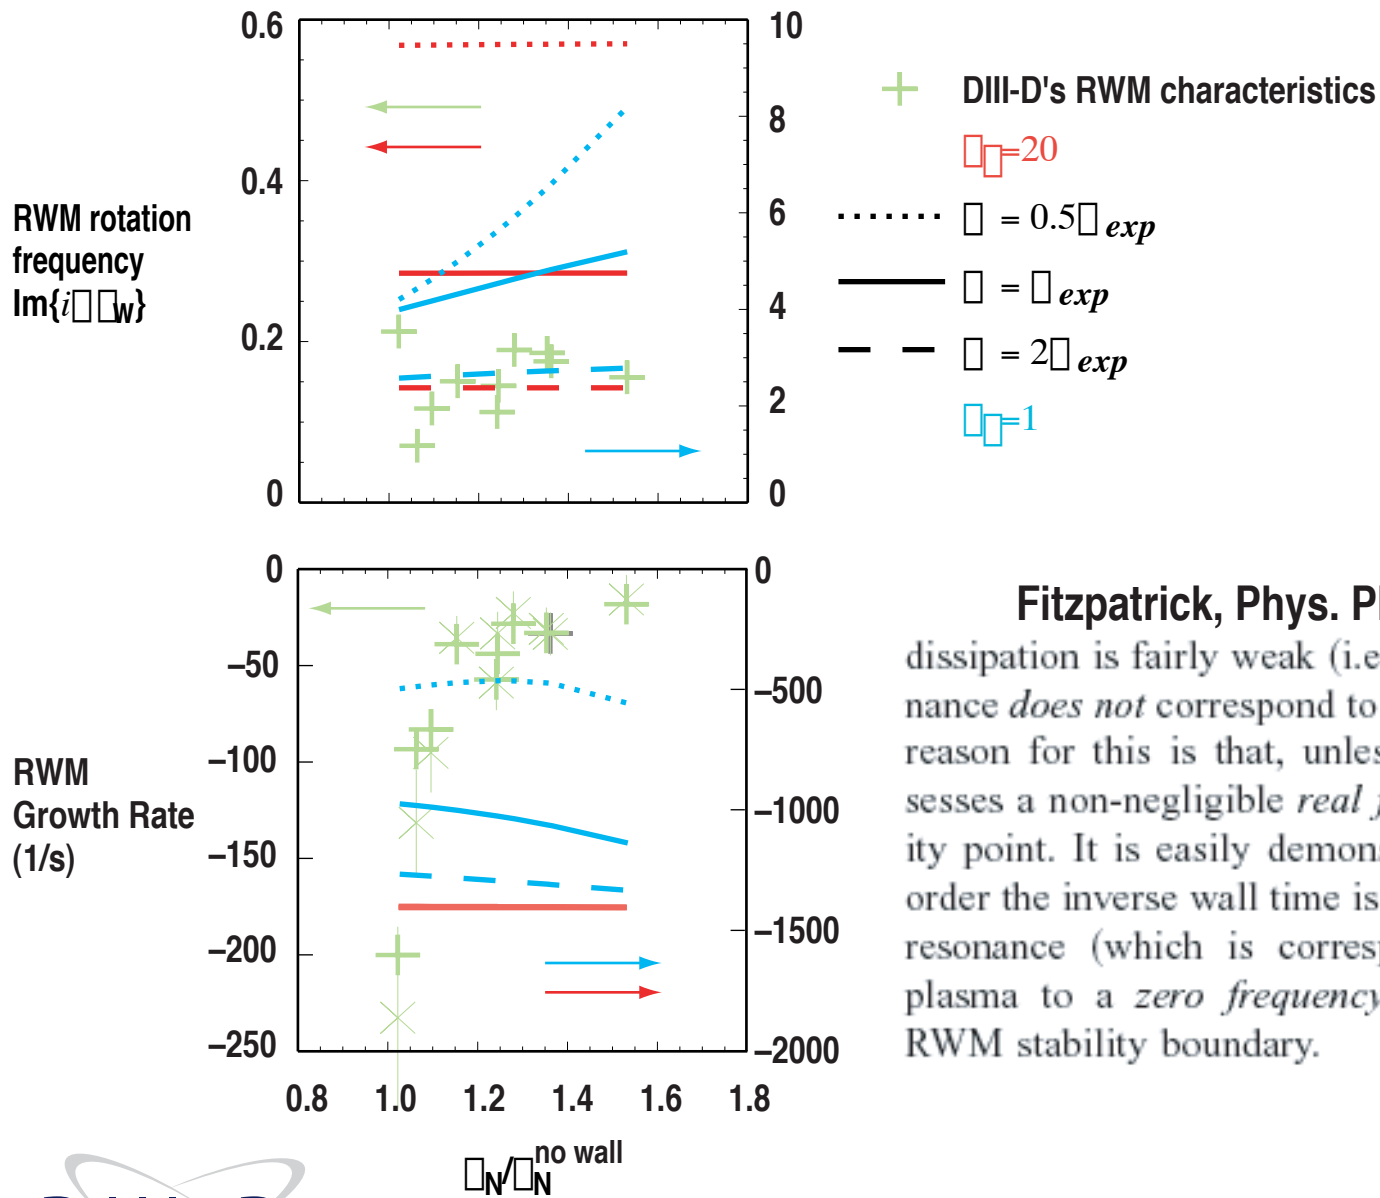 0.6
0.4
0.2
0
10
8
6
4
2
0
RWM rotation
frequency
Im{i□ □w}
DIII-D's RWM characteristics
□□=20
□ = 0.5□ exp
□ = □ exp
□ = 2□ exp
□□=1
0
−50
−100
−150
−200
−250
0
−500
−1000
−1500
−2000
RWM
Growth Rate
(1/s)
0.8 1.0 1.2 1.4 1.6 1.8
□N/□N no wall
Fitzpatrick, Phys.
dissipation is fairly weak (i.e
nance does not correspond to
reason for this is that, unles
sesses a non-negligible real
ity point. It is easily demons
order the inverse wall time is
resonance (which is corresp
plasma to a zero frequency
RWM stability boundary.